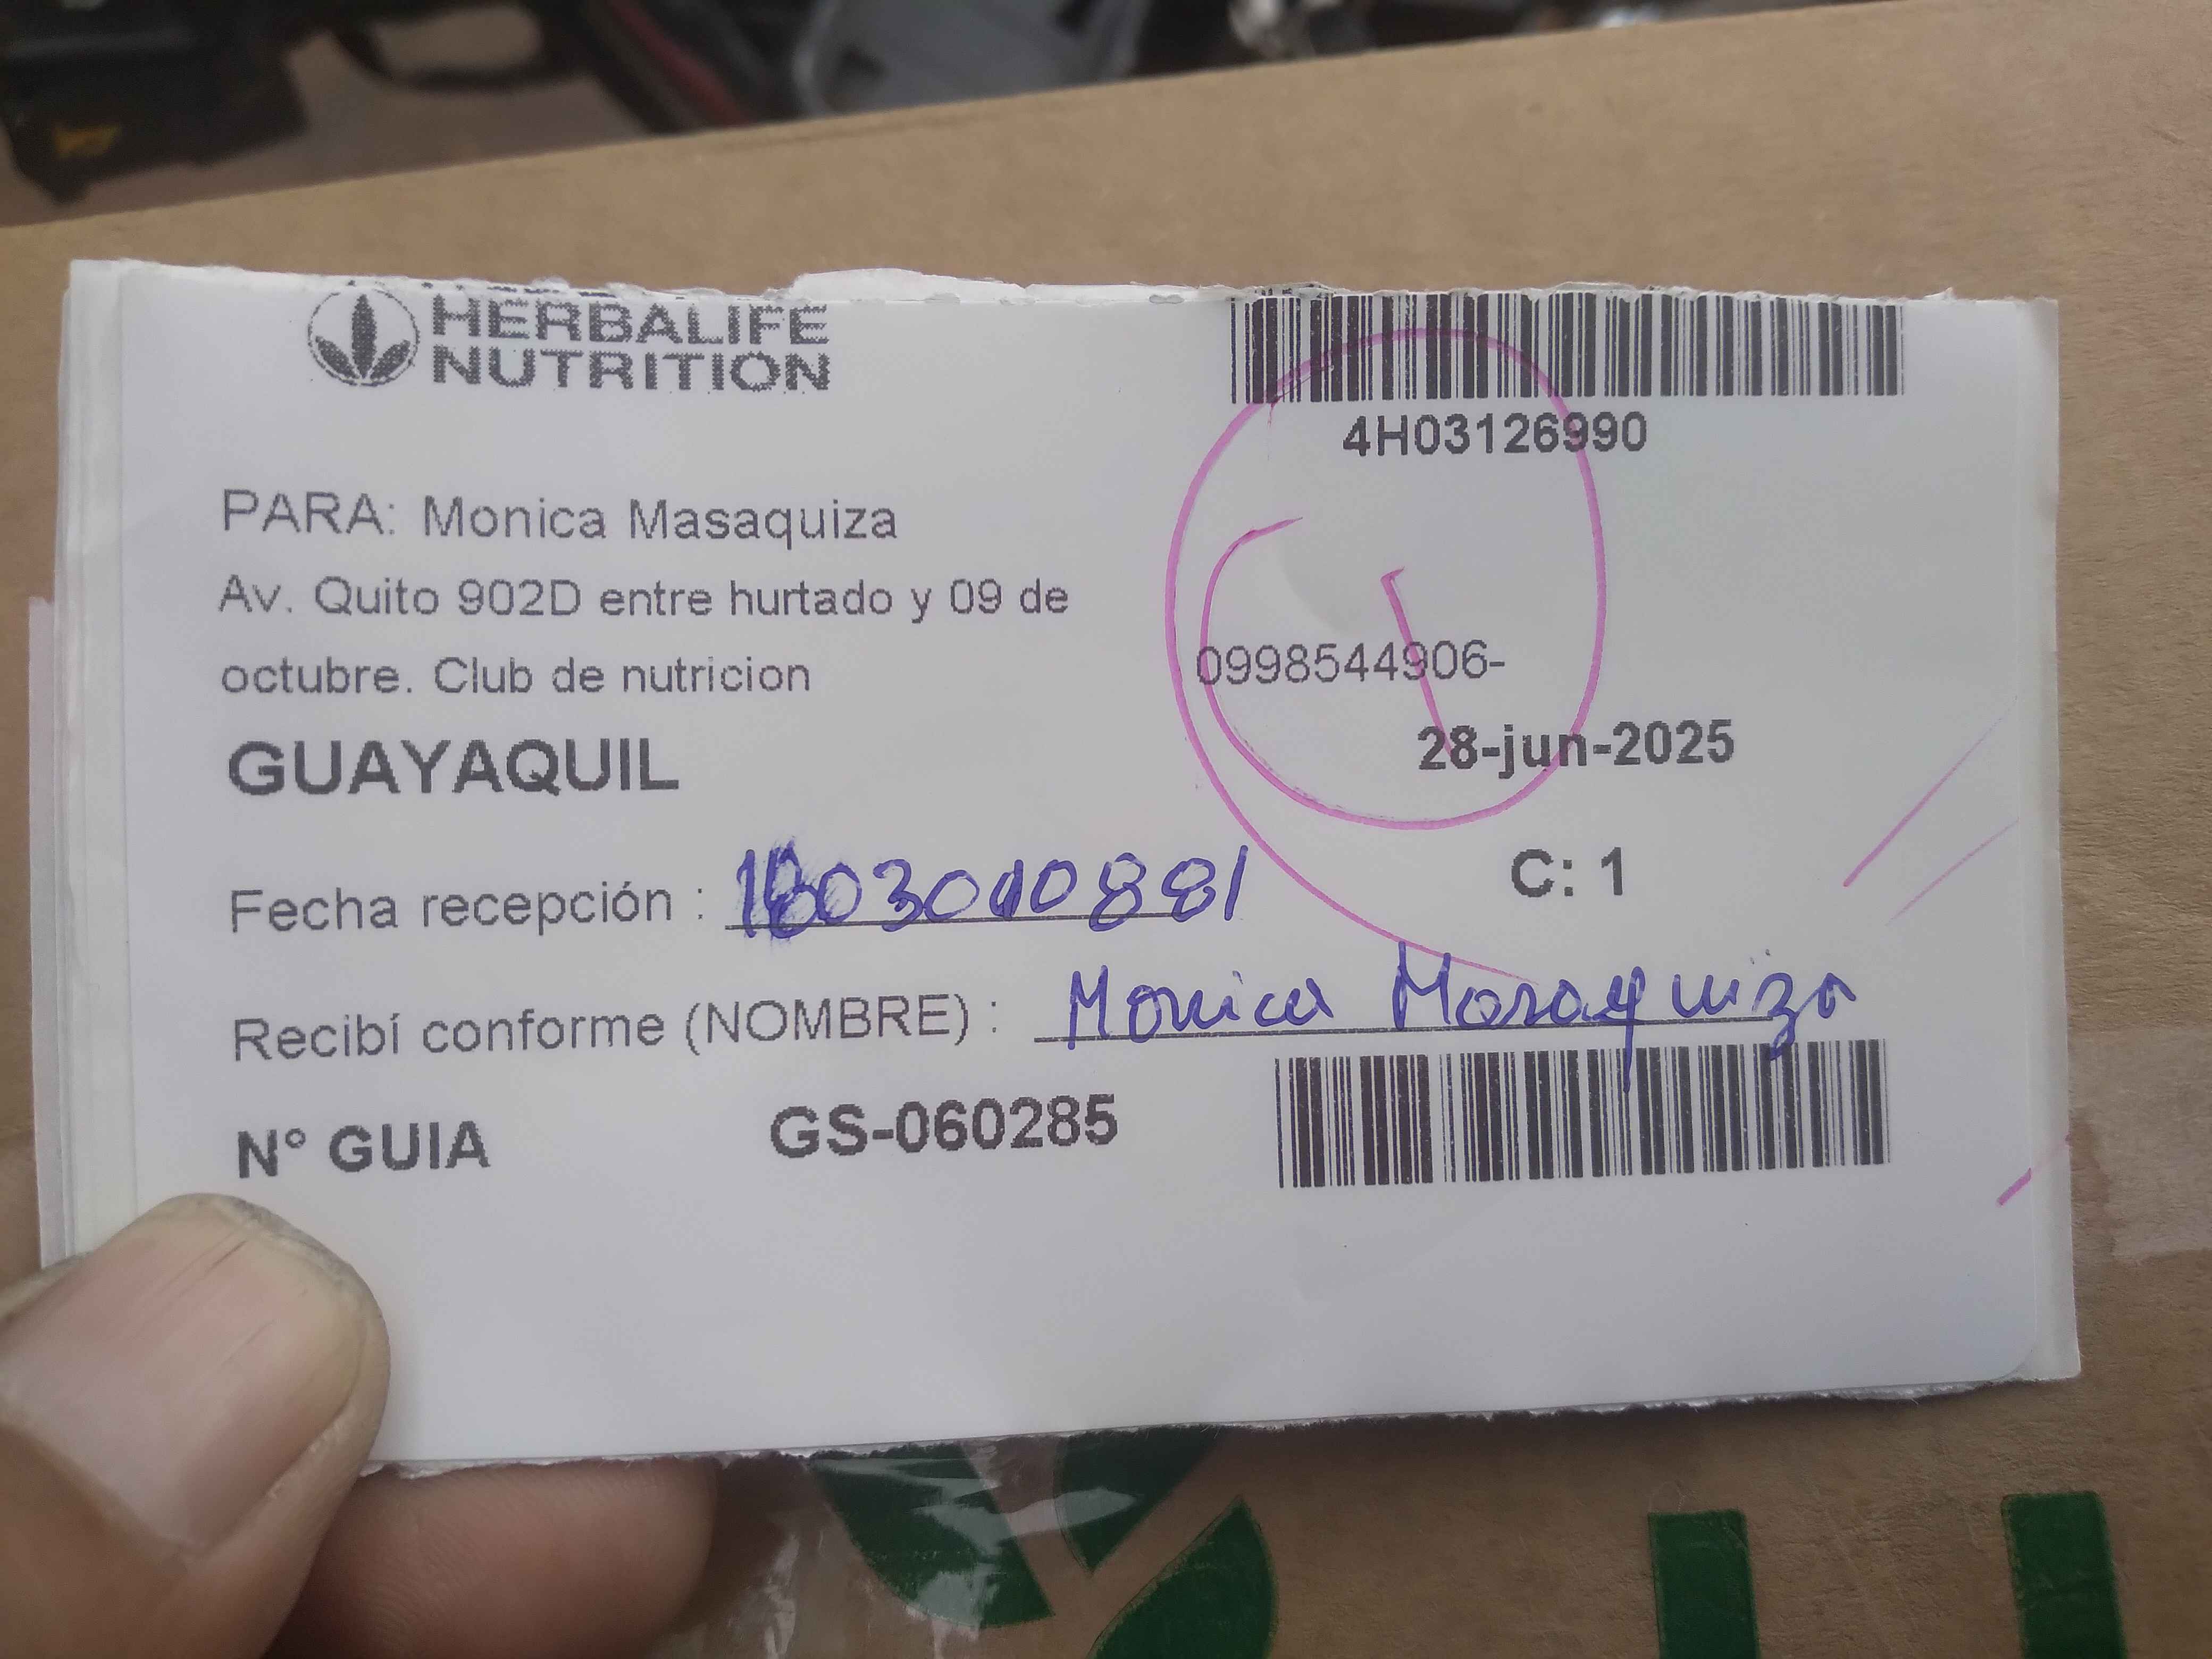 HERBALIFE
NUTRITION
4H03126990
PARA: Monica Masaquiza
Av. Quito 902D entre hurtado y 09 de
octubre. Club de nutricion
0998544906-
GUAYAQUIL
28-jun-2025
C: 1
Fecha recepción :
Recibí conforme (NOMBRE) : Monica Masaquiza
N° GUIA GS-060285